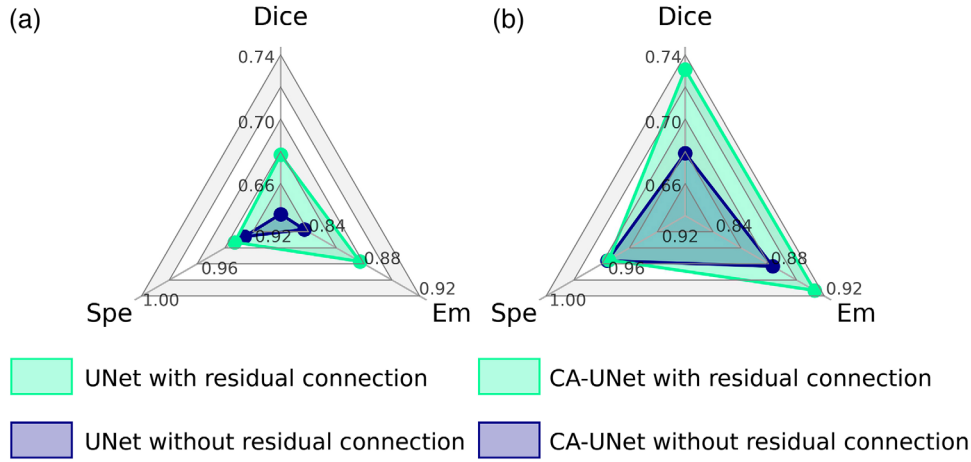 (a)
Dice
0.74
0.70
0.66
0.84
0.92
0.88
0.96
0.92
1.00
Spe
Em
(b)
Dice
0.74
0.70
0.66
0.84
0.92
0.88
0.96
0.92
1.00
Spe
Em
UNet with residual connection
CA-UNet with residual connection
UNet without residual connection
CA-UNet without residual connection